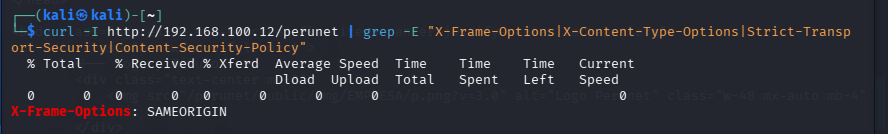 ┌──(kali㉿kali)-[~]
└─$ curl -I http://192.168.100.12/perunet | grep -E "X-Frame-Options|X-Content-Type-Options|Strict-Transp
ort-Security|Content-Security-Policy"
% Total % Received % Xferd Average Speed Time Time Time Current
Dload Upload Total Spent Left Speed
0 0 0 0 0 0 0 0 0
X-Frame-Options: SAMEORIGIN